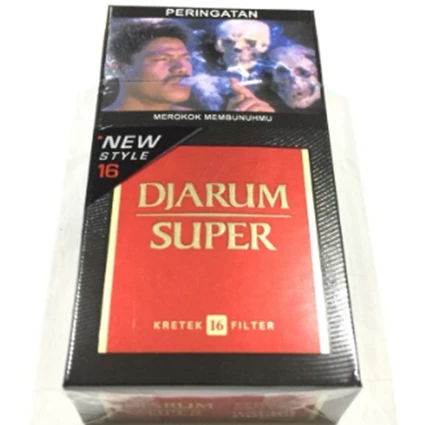 PERINGATAN
MEROKOK MEMBUNUHMU
NEW
STYLE
16
DJARUM
SUPER
KRETEK 16 FILTER